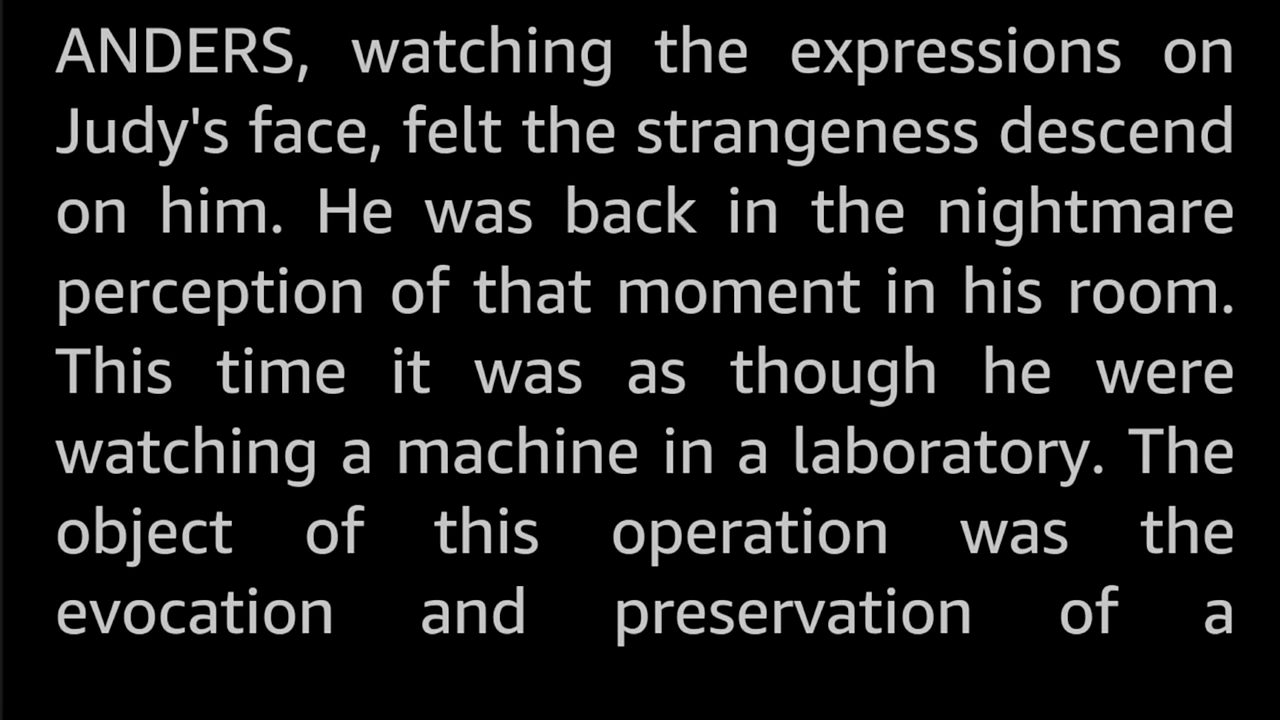 ANDERS, watching the expressions on
Judy's face, felt the strangeness descend
on him. He was back in the nightmare
perception of that moment in his room.
This time it was as though he were
watching a machine in a laboratory. The
object of this operation was the
evocation and preservation of a